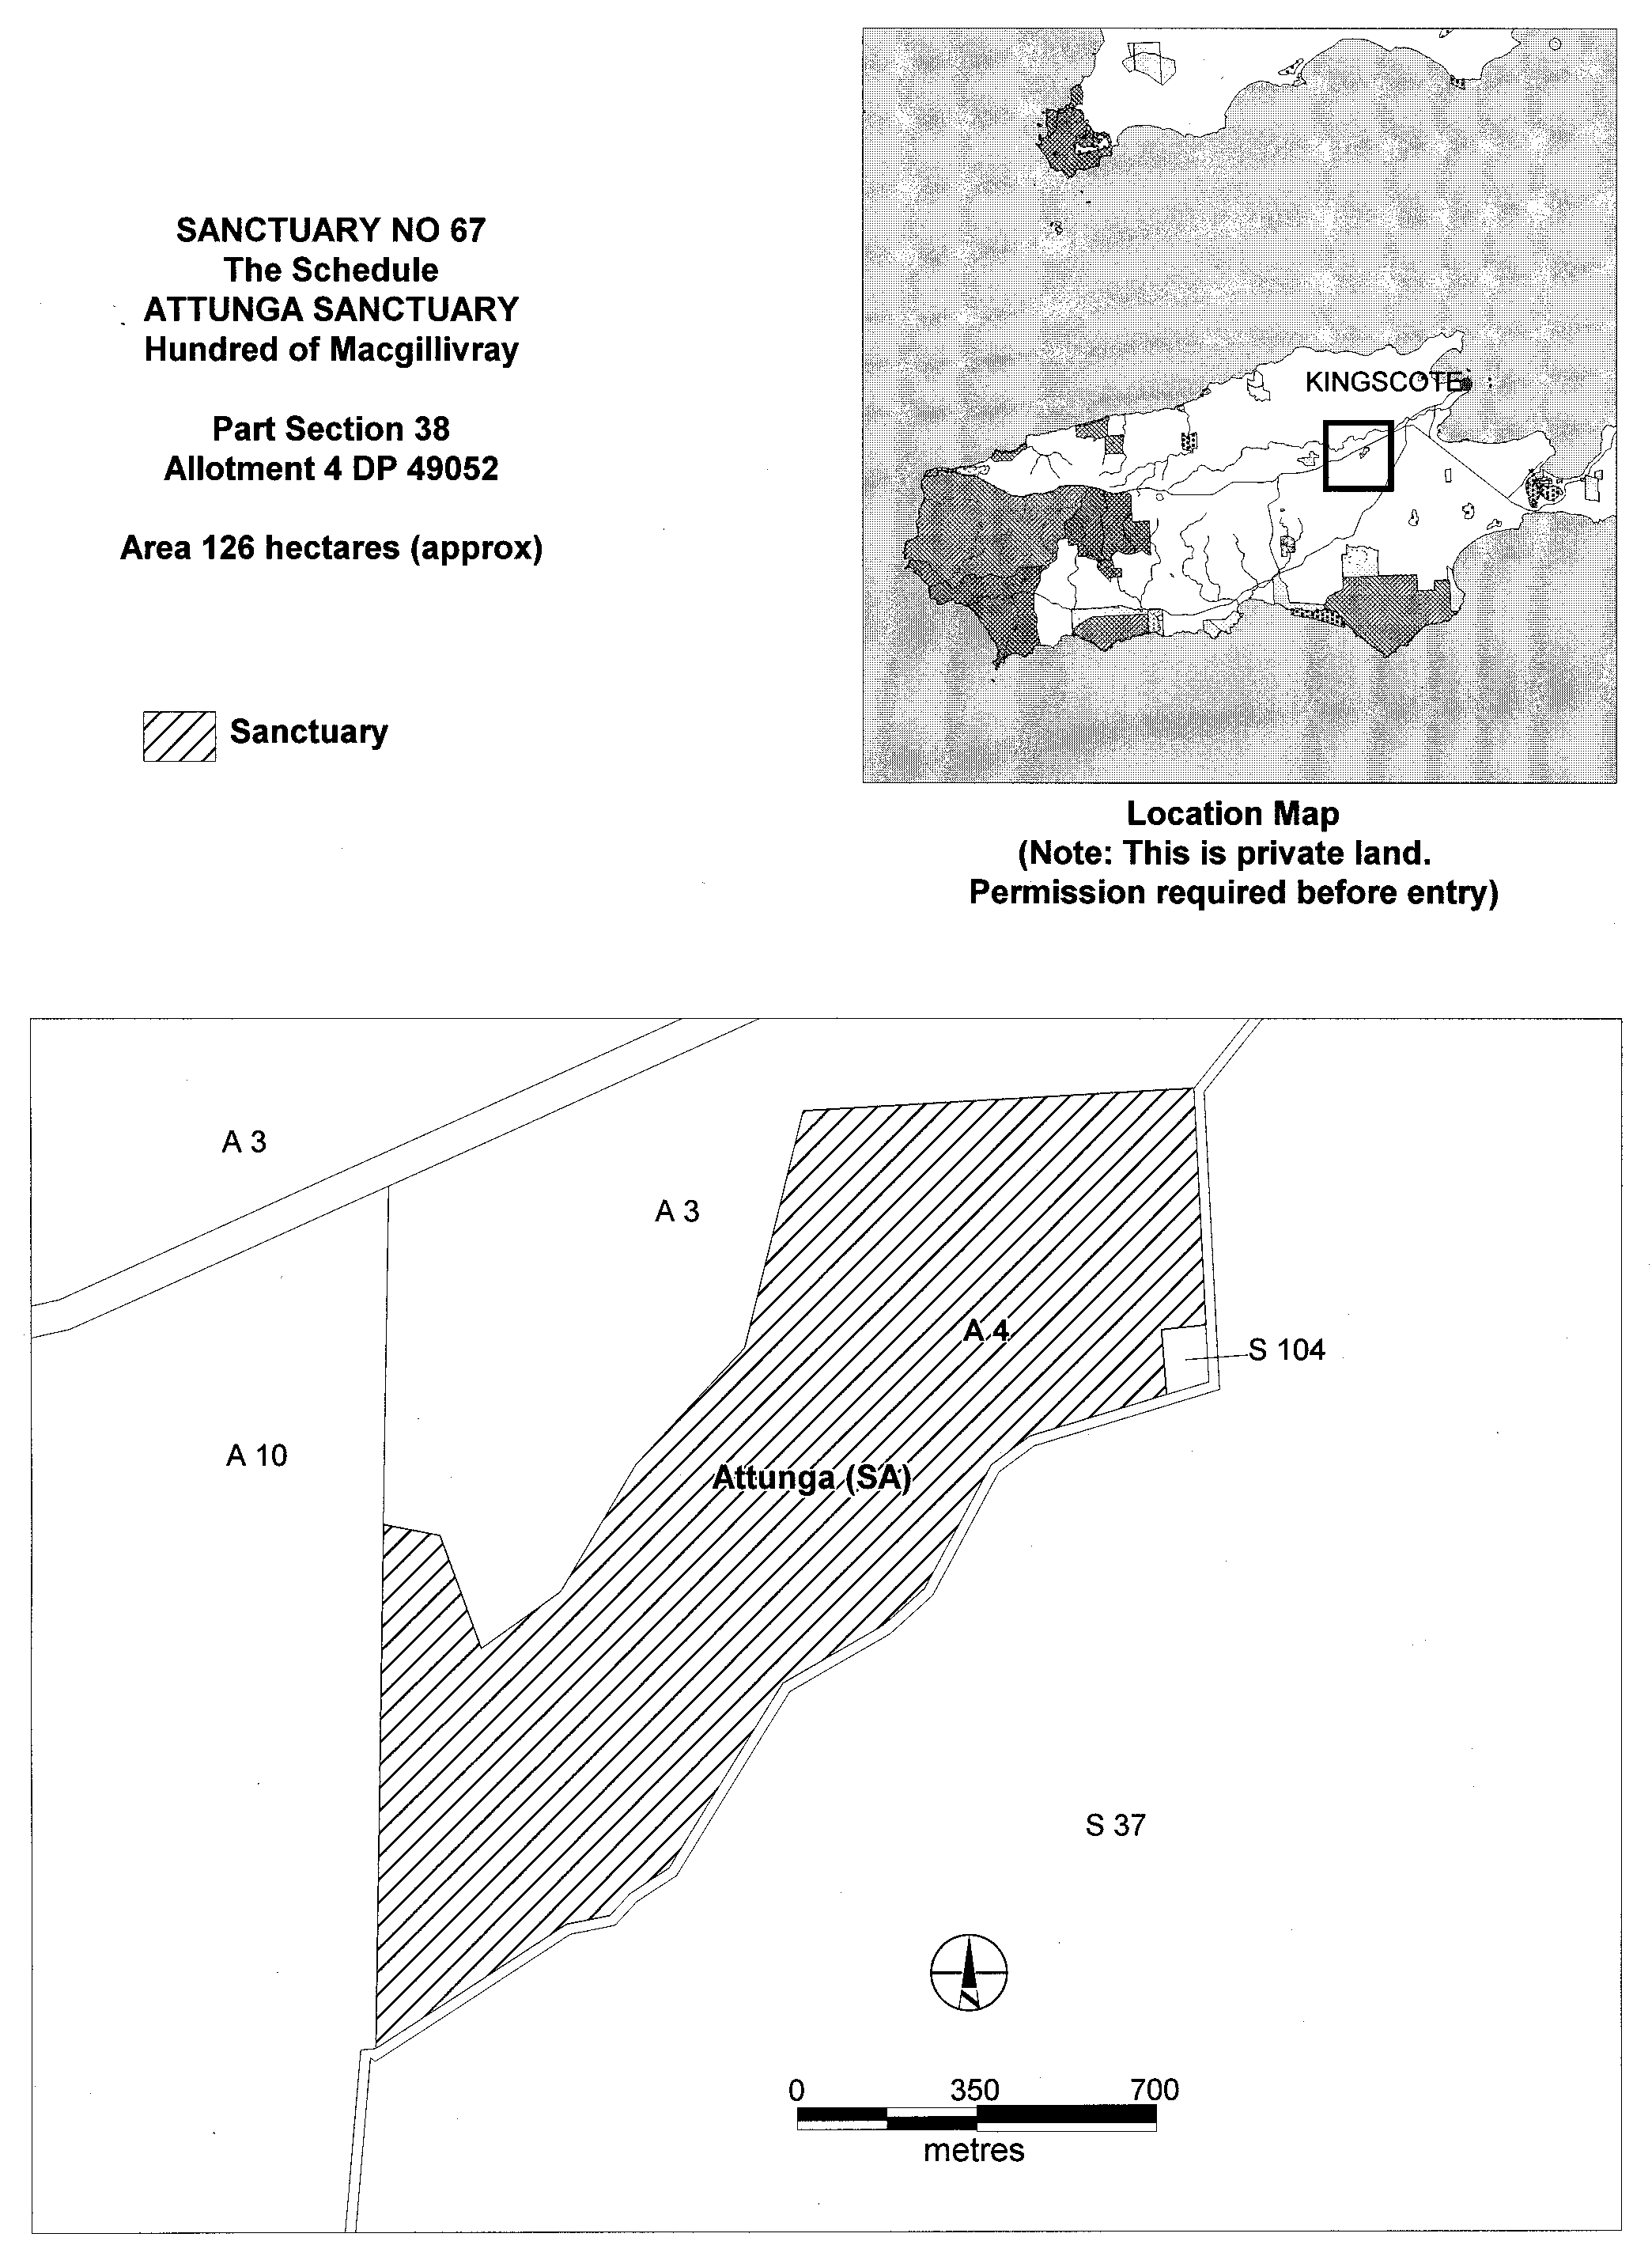 SANCTUARY NO 67
The Schedule
ATTUNGA SANCTUARY
Hundred of Macgillivray
Part Section 38
Allotment 4 DP 49052
Area 126 hectares (approx)
Sanctuary
KINGSCOTE
Location Map
(Note: This is private land.
Permission required before entry)
A 3
A 3
A 4
S 104
A 10
Attunga (SA)
S 37
N
0 350 700
metres